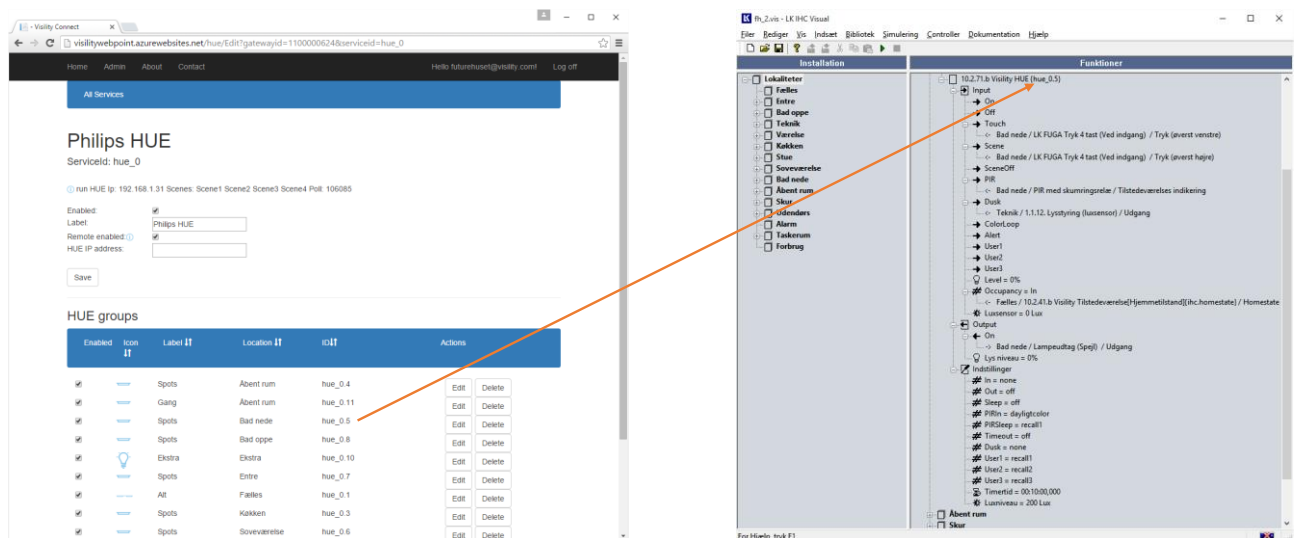 - Visility Connect
visilitywebpoint.azurewebsites.net/hue/Edit?gatewayid=1100000624&serviceid=hue_0
Home Admin About Contact Hello futurehuset@visility.com! Log off
All Services
Philips HUE
ServiceId: hue_0
run HUE Ip: 192.168.1.31 Scenes: Scene1 Scene2 Scene3 Scene4 Poll: 106085
Enabled:
Label: Philips HUE
Remote enabled:
HUE IP address:
Save
HUE groups
Enabled Icon Label Location ID Actions
Spots Åbent rum hue_0.4 Edit Delete
Gang Åbent rum hue_0.11 Edit Delete
Spots Bad nede hue_0.5 Edit Delete
Spots Bad oppe hue_0.8 Edit Delete
Ekstra Ekstra hue_0.10 Edit Delete
Spots Entre hue_0.7 Edit Delete
Alt Fælles hue_0.1 Edit Delete
Spots Køkken hue_0.3 Edit Delete
Spots Soveværelse hue_0.6 Edit Delete
fh_2.vis - LK IHC Visual
Filer Rediger Vis Indsæt Bibliotek Simulering Controller Dokumentation Hjælp
Installation
Lokaliteter
Fælles
Entre
Bad oppe
Teknik
Værelse
Køkken
Stue
Soveværelse
Bad nede
Åbent rum
Skur
Udendørs
Alarm
Taskerum
Forbrug
Funktioner
10.2.71.b Visility HUE (hue_0.5)
Input
On
Off
Touch
Bad nede / LK FUGA Tryk 4 tast (Ved indgang) / Tryk (øverst venstre)
Scene
Bad nede / LK FUGA Tryk 4 tast (Ved indgang) / Tryk (øverst højre)
SceneOff
PIR
Bad nede / PIR med skumringsrelæ / Tilstedeværelses indikering
Dusk
Teknik / 1.1.12. Lysstyring (luxsensor) / Udgang
ColorLoop
Alert
User1
User2
User3
Level = 0%
Occupancy = In
Fælles / 10.2.41.b Visility Tilstedeværelse[Hjemmetilstand](ihc.homestate) / Homestate
Luxsensor = 0 Lux
Output
On
Bad nede / Lampeudtag (Spejl) / Udgang
Lys niveau = 0%
Indstillinger
In = none
Out = off
Sleep = off
PIRIn = dayligtcolor
PIRSleep = recall1
Timeout = off
Dusk = none
User1 = recall1
User2 = recall2
User3 = recall3
Timertid = 00:10:00,000
Luxniveau = 200 Lux
Åbent rum
Skur
For Hjælp, tryk F1